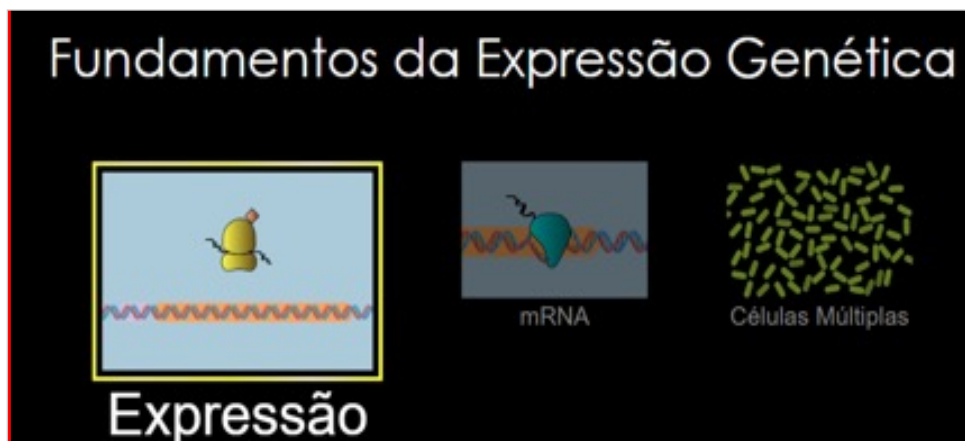 Fundamentos da Expressão Genética
mRNA
Células Múltiplas
Expressão